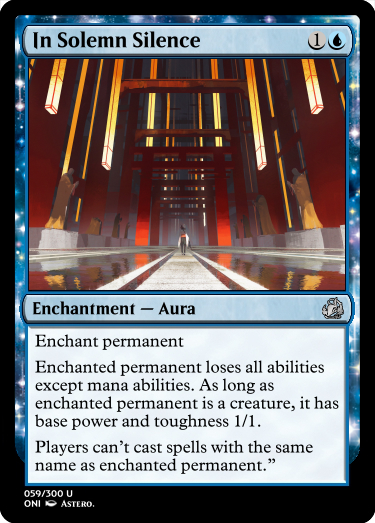 In Solemn Silence 1
Enchantment — Aura
Enchant permanent
Enchanted permanent loses all abilities
except mana abilities. As long as
enchanted permanent is a creature, it has
base power and toughness 1/1.
Players can’t cast spells with the same
name as enchanted permanent.”
059/300 U
ONI ASTERO.